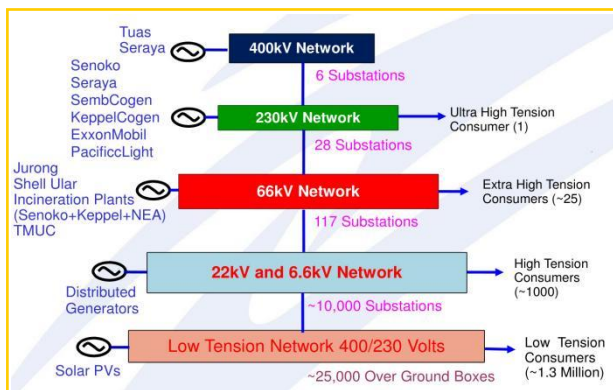 Tuas
Seraya
400kV Network
6 Substations
Senoko
Seraya
SembCogen
KeppelCogen
ExxonMobil
PacificcLight
230kV Network
Ultra High Tension
Consumer (1)
28 Substations
Jurong
Shell Ular
Incineration Plants
(Senoko+Keppel+NEA)
TMUC
66kV Network
Extra High Tension
Consumers (~25)
117 Substations
22kV and 6.6kV Network
High Tension
Consumers
(~1000)
Distributed
Generators
~10,000 Substations
Low Tension Network 400/230 Volts
Solar PVs
Low Tension
Consumers
(~1.3 Million)
~25,000 Over Ground Boxes